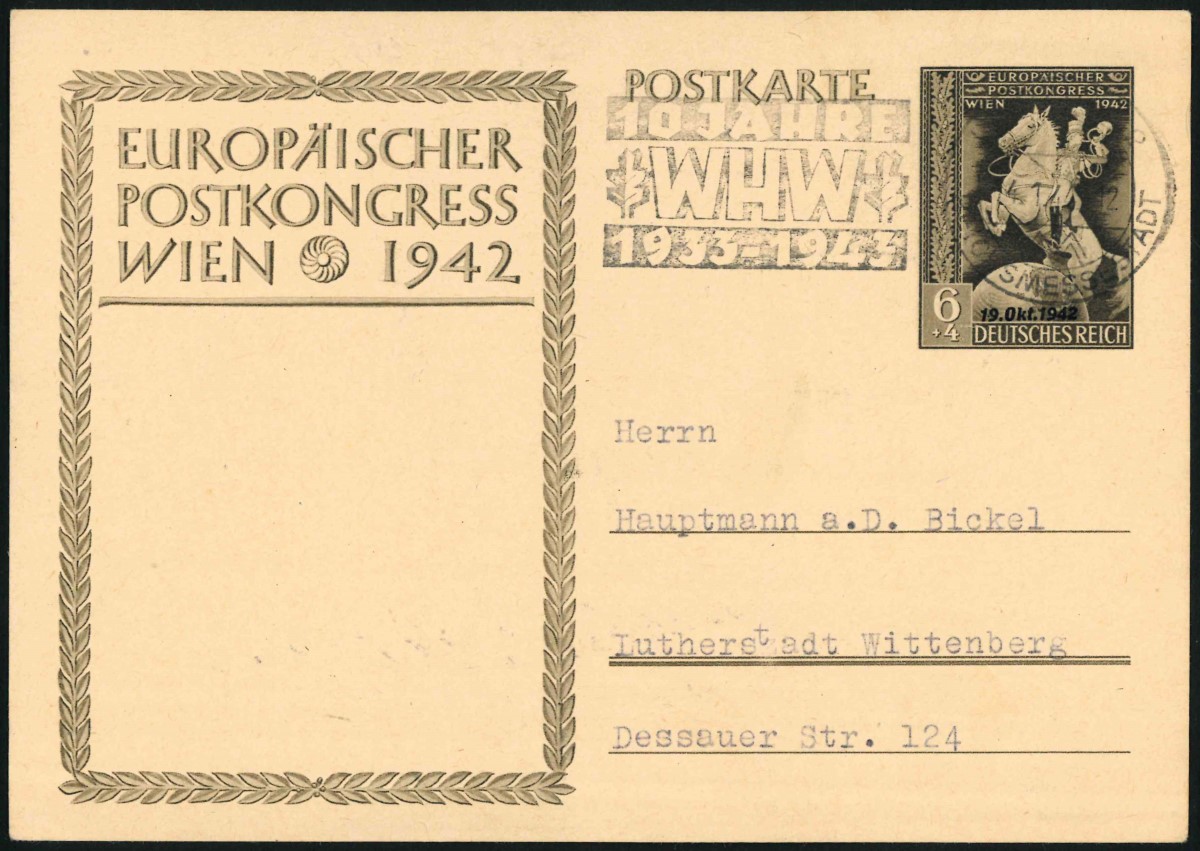 EUROPÄISCHER
POSTKONGRESS
WIEN 1942
POSTKARTE
10 JAHRE
WHW
1933-1943
EUROPÄISCHER
POSTKONGRESS
WIEN 1942
SMESSESTADT
19.Okt.1942
6
+4
DEUTSCHES REICH
Herrn
Hauptmann a.D. Bickel
Lutherstadt Wittenberg
Dessauer Str. 124